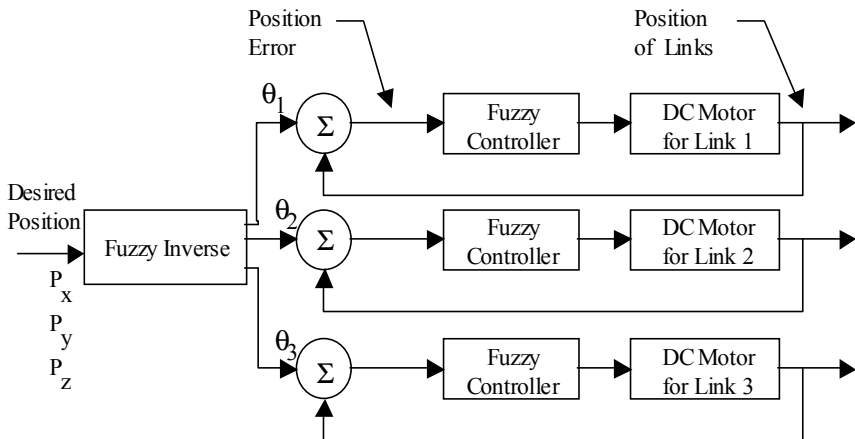 Position
Error
Position
of Links
θ1
Σ
Fuzzy
Controller
DC Motor
for Link 1
Desired
Position
Fuzzy Inverse
Px
Py
Pz
θ2
Σ
Fuzzy
Controller
DC Motor
for Link 2
θ3
Σ
Fuzzy
Controller
DC Motor
for Link 3